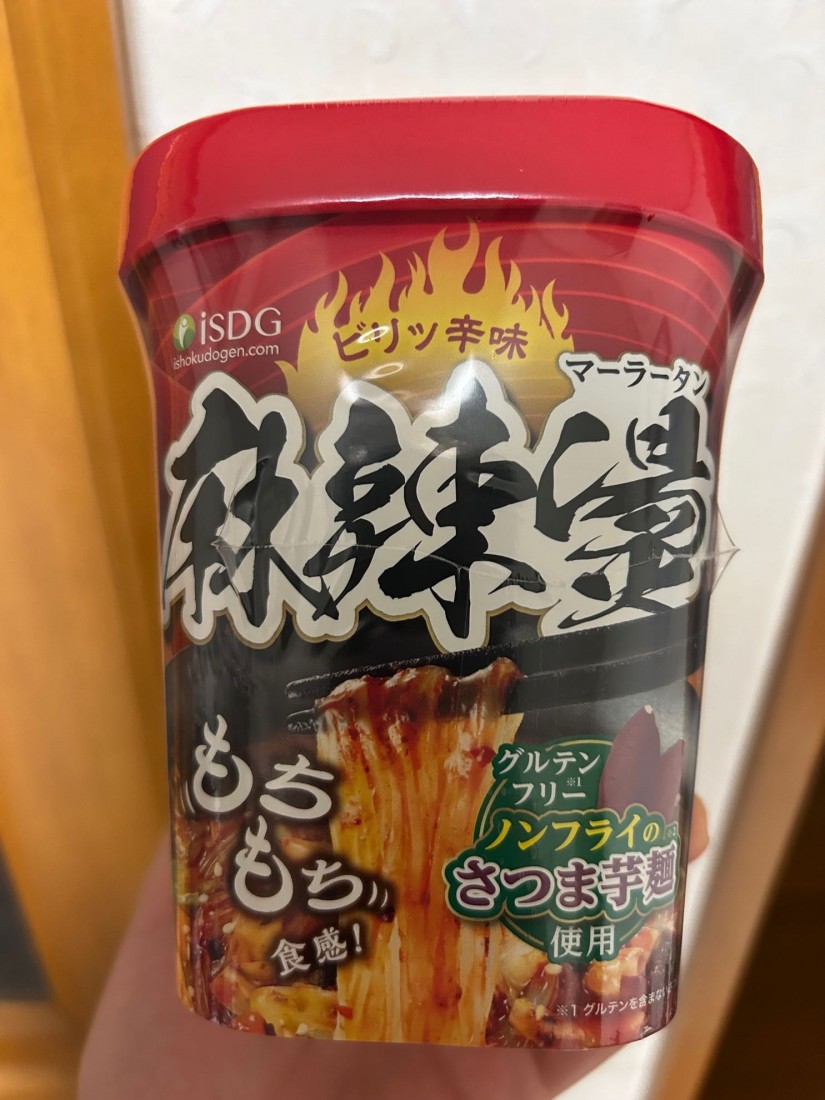 iSDG
ishokudogen.com
ビリッ辛味
マーラータン
麻辣湯
もち
もち
食感!
グルテン
フリー※1
ノンフライの
さつま芋麺
使用
※1 グルテンを含まない